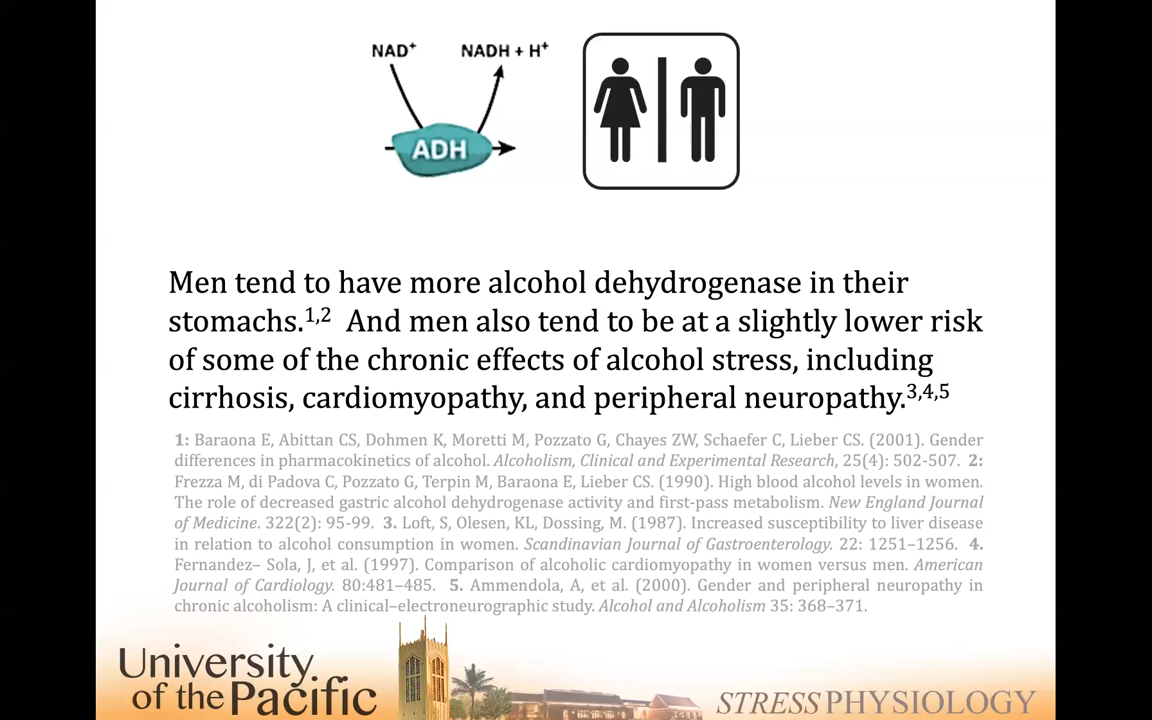 NAD⁺ NADH + H⁺
ADH
Men tend to have more alcohol dehydrogenase in their
stomachs.¹,² And men also tend to be at a slightly lower risk
of some of the chronic effects of alcohol stress, including
cirrhosis, cardiomyopathy, and peripheral neuropathy.³,⁴,⁵
1: Baraona E, Abittan CS, Dohmen K, Moretti M, Pozzato G, Chayes ZW, Schaefer C, Lieber CS. (2001). Gender
differences in pharmacokinetics of alcohol. Alcoholism, Clinical and Experimental Research, 25(4): 502-507. 2:
Frezza M, di Padova C, Pozzato G, Terpin M, Baraona E, Lieber CS. (1990). High blood alcohol levels in women.
The role of decreased gastric alcohol dehydrogenase activity and first-pass metabolism. New England Journal
of Medicine. 322(2): 95-99. 3. Loft, S, Olesen, KL, Dossing, M. (1987). Increased susceptibility to liver disease
in relation to alcohol consumption in women. Scandinavian Journal of Gastroenterology. 22: 1251–1256. 4.
Fernandez– Sola, J, et al. (1997). Comparison of alcoholic cardiomyopathy in women versus men. American
Journal of Cardiology. 80:481–485. 5. Ammendola, A, et al. (2000). Gender and peripheral neuropathy in
chronic alcoholism: A clinical–electroneurographic study. Alcohol and Alcoholism 35: 368–371.
University
of the Pacific
STRESS PHYSIOLOGY